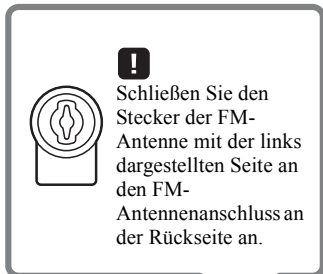 Schließen Sie den
Stecker der FM-
Antenne mit der links
dargestellten Seite an
den FM-
Antennenanschluss an
der Rückseite an.